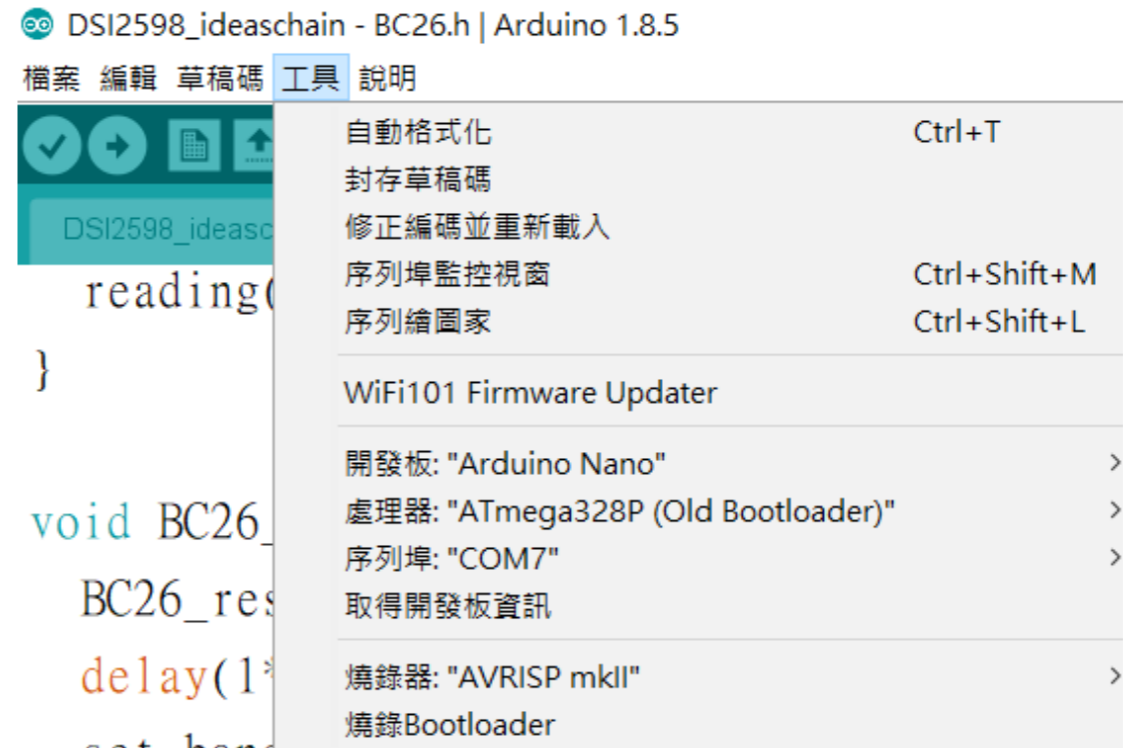 DSI2598_ideaschain - BC26.h | Arduino 1.8.5
檔案 編輯 草稿碼 工具 說明
自動格式化 Ctrl+T
封存草稿碼
修正編碼並重新載入
序列埠監控視窗 Ctrl+Shift+M
序列繪圖家 Ctrl+Shift+L
WiFi101 Firmware Updater
開發板: "Arduino Nano"
處理器: "ATmega328P (Old Bootloader)"
序列埠: "COM7"
取得開發板資訊
燒錄器: "AVRISP mkII"
燒錄Bootloader
DSI2598_ideasc
reading(
}
void BC26_
BC26_res
delay(1*